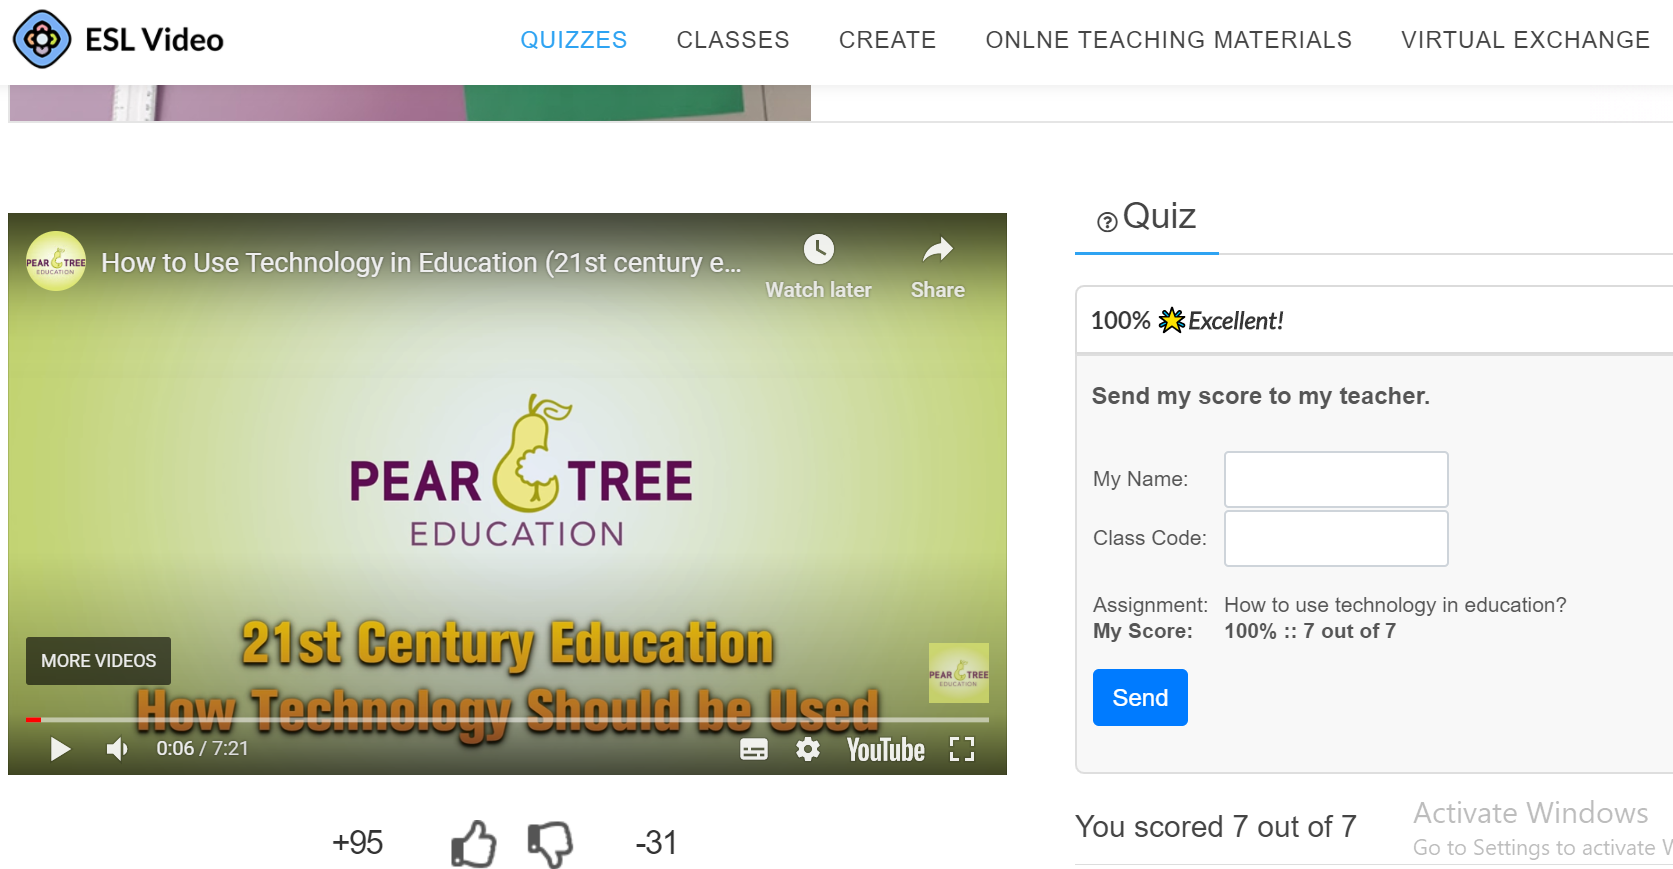 ESL Video
QUIZZES
CLASSES
CREATE
ONLNE TEACHING MATERIALS
VIRTUAL EXCHANGE
PEAR TREE
EDUCATION
How to Use Technology in Education (21st century e...
Watch later
Share
PEAR TREE
EDUCATION
21st Century Education
How Technology Should be Used
MORE VIDEOS
PEAR TREE
EDUCATION
0:06 / 7:21
YouTube
+95
-31
Quiz
100% Excellent!
Send my score to my teacher.
My Name:
Class Code:
Assignment: How to use technology in education?
My Score: 100% :: 7 out of 7
Send
You scored 7 out of 7
Activate Windows
Go to Settings to activate W